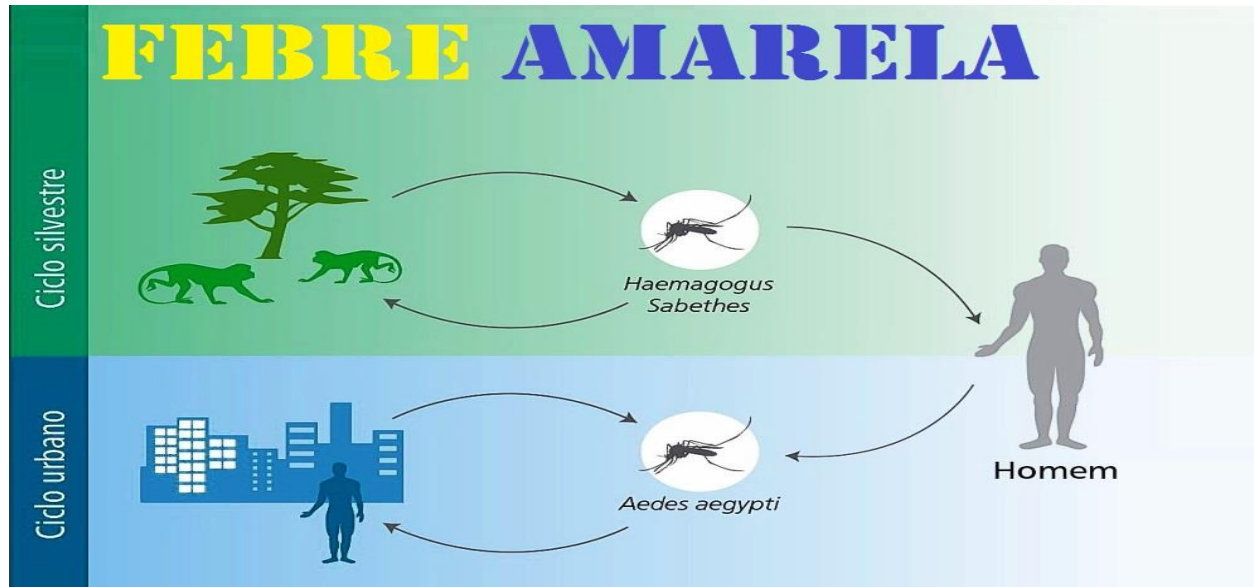 FEBRE AMARELA
Ciclo silvestre
Haemagogus
Sabethes
Homem
Ciclo urbano
Aedes aegypti